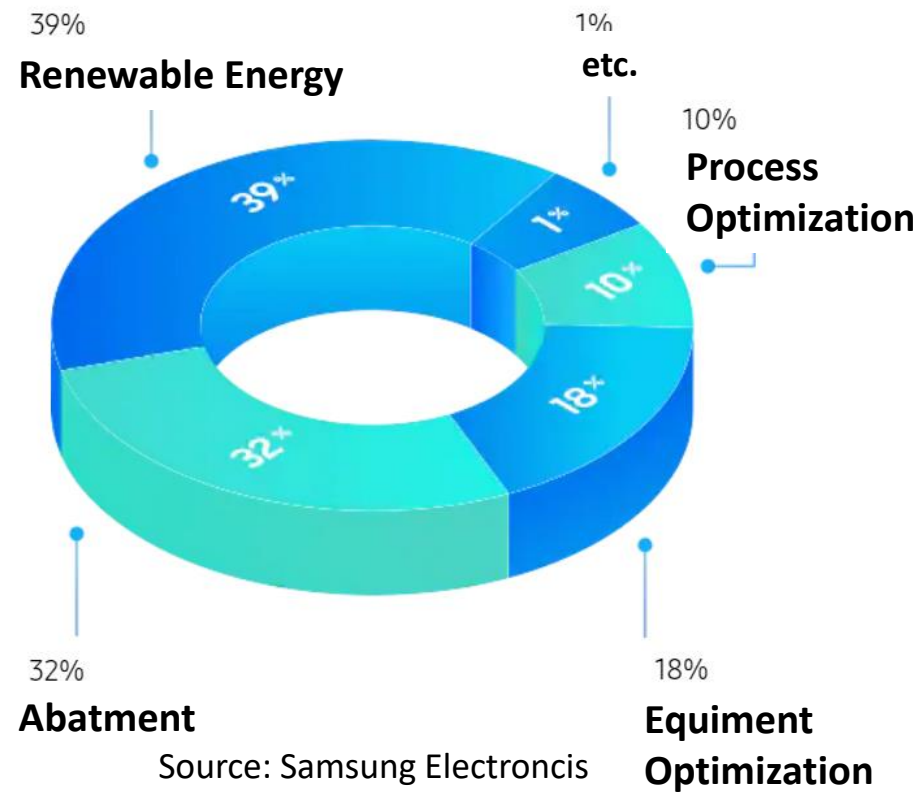 39%
Renewable Energy
1%
etc.
10%
Process
Optimization
39%
1%
10%
18%
32%
32%
Abatment
18%
Equiment
Optimization
Source: Samsung Electroncis